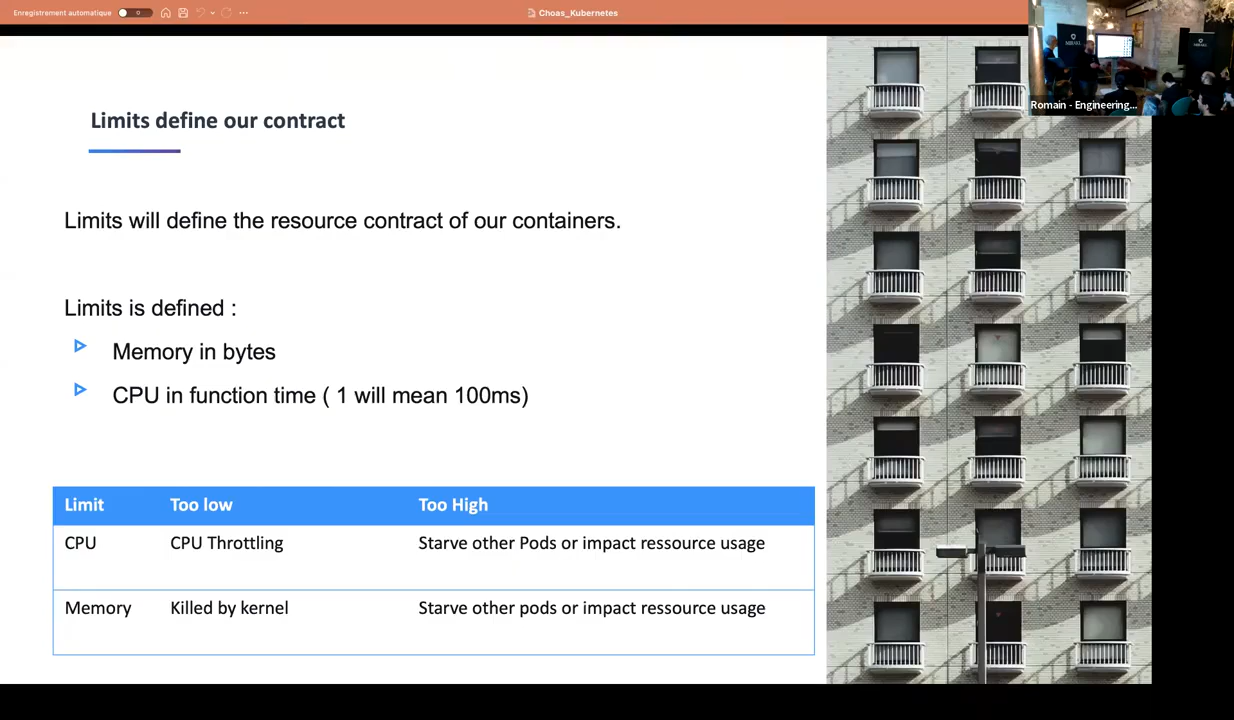 Enregistrement automatique
Choas_Kubernetes
Romain - Engineering...
Limits define our contract
Limits will define the resource contract of our containers.
Limits is defined :
Memory in bytes
CPU in function time ( 1 will mean 100ms)
Limit Too low Too High
CPU CPU Throttling Starve other Pods or impact ressource usage
Memory Killed by kernel Starve other pods or impact ressource usage